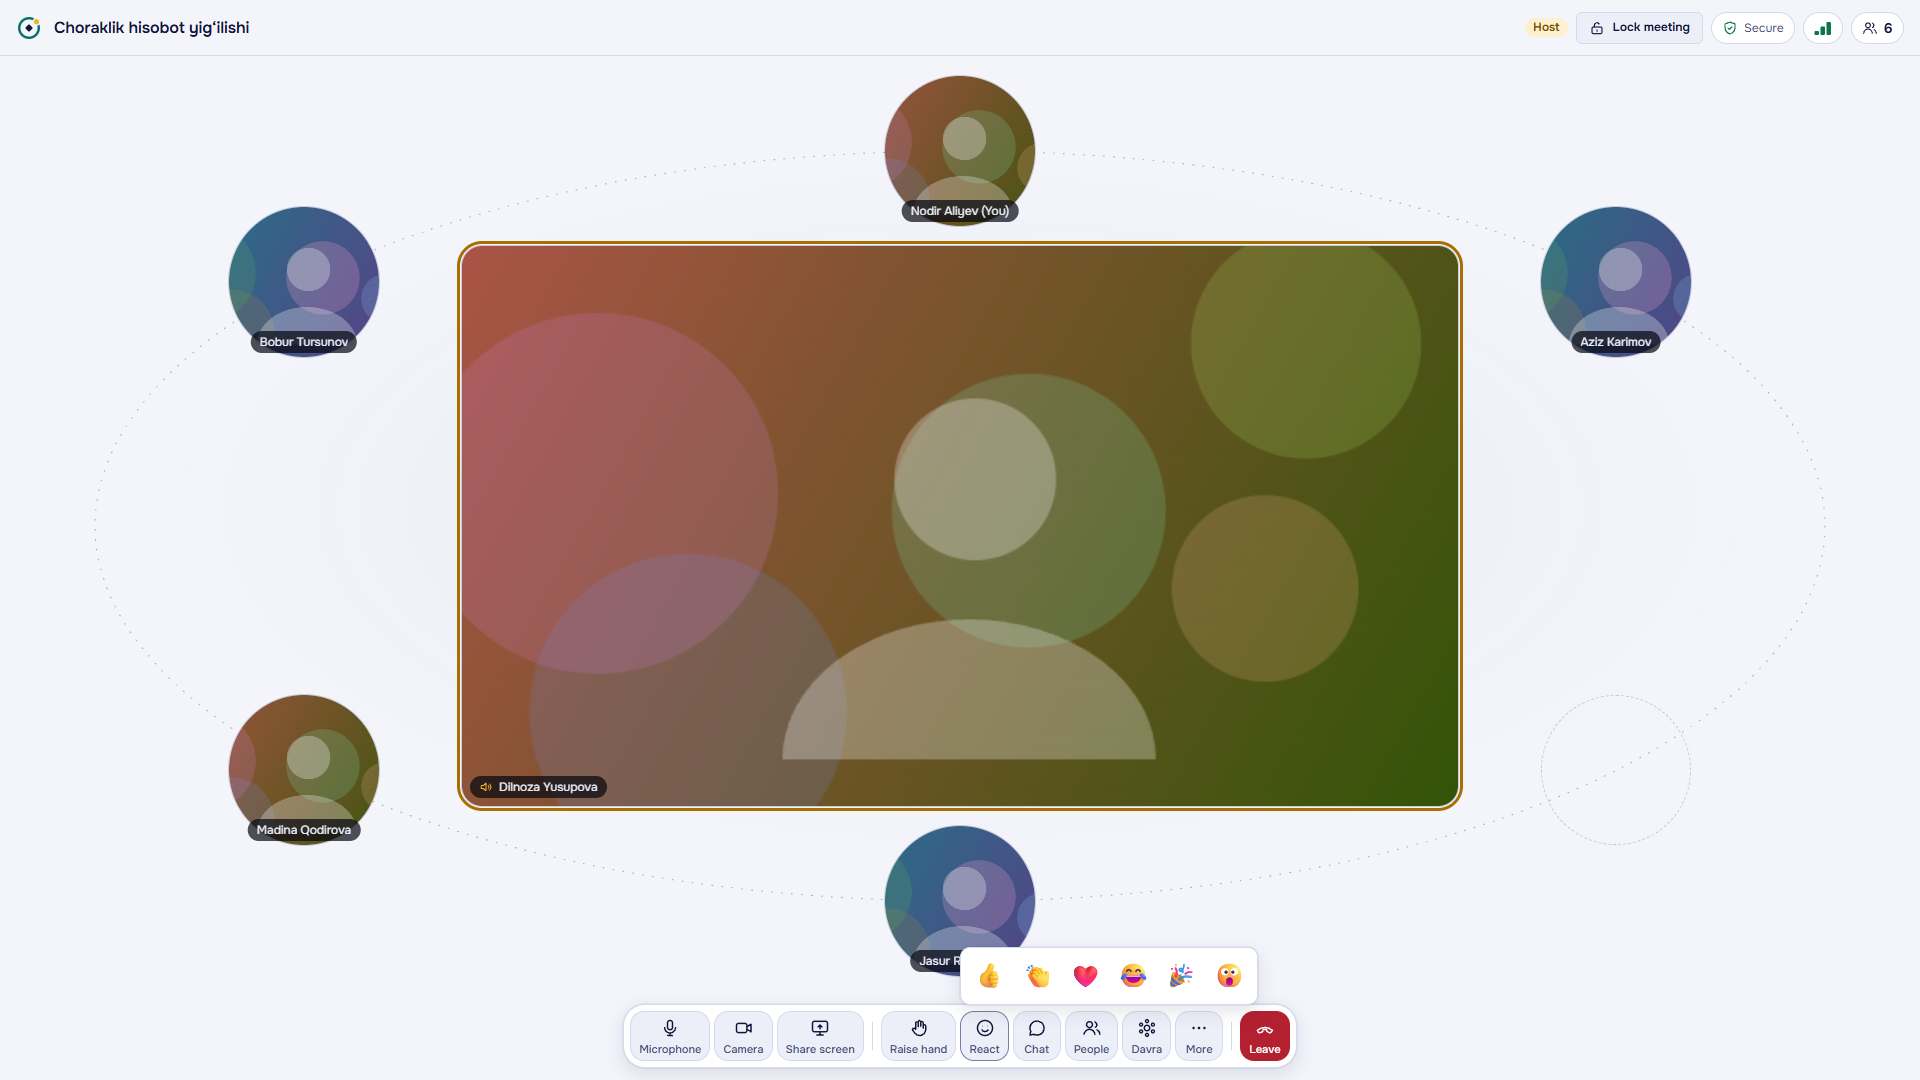 Choraklik hisobot yig‘ilishi
Host
Lock meeting
Secure
6
Nodir Aliyev (You)
Bobur Tursunov
Aziz Karimov
Dilnoza Yusupova
Madina Qodirova
Jasur
Microphone
Camera
Share screen
Raise hand
React
Chat
People
Davra
More
Leave